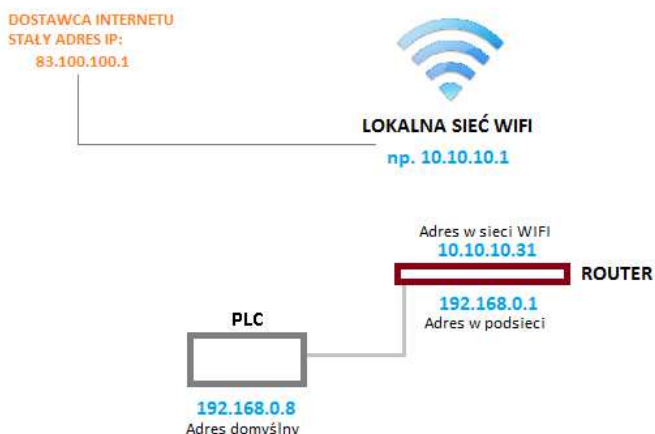 DOSTAWCA INTERNETU
STAŁY ADRES IP:
83.100.100.1
LOKALNA SIEĆ WIFI
np. 10.10.10.1
Adres w sieci WIFI
10.10.10.31
ROUTER
192.168.0.1
Adres w podsieci
PLC
192.168.0.8
Adres domyślny